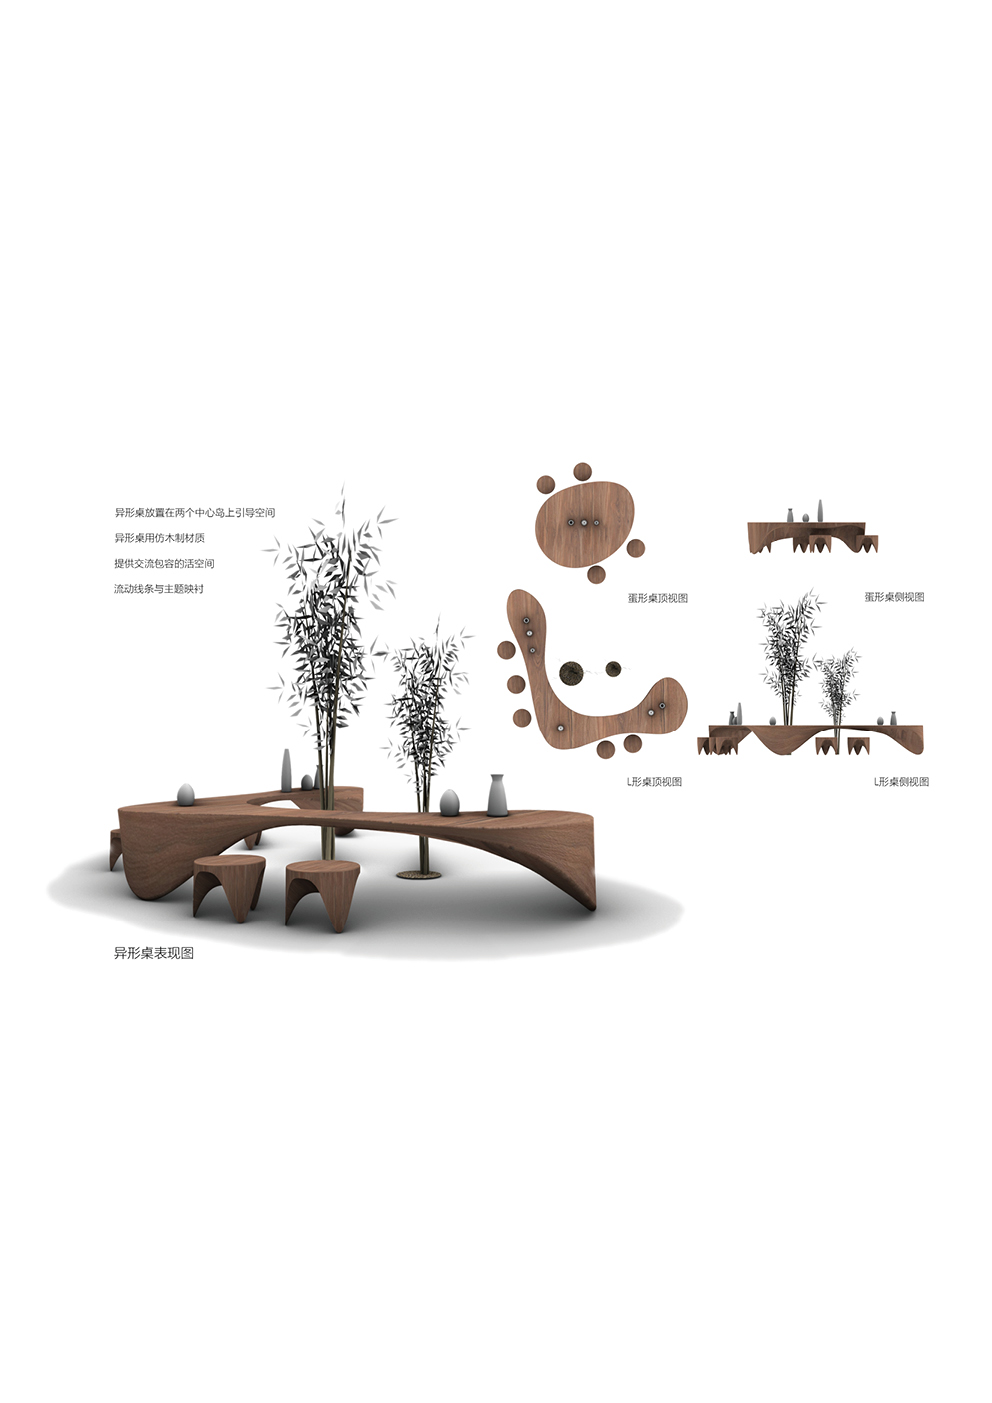 异形桌放置在两个中心岛上引导空间
异形桌用仿木制材质
提供交流包容的活空间
流动线条与主题映衬
蛋形桌顶视图
蛋形桌侧视图
L形桌顶视图
L形桌侧视图
异形桌表现图